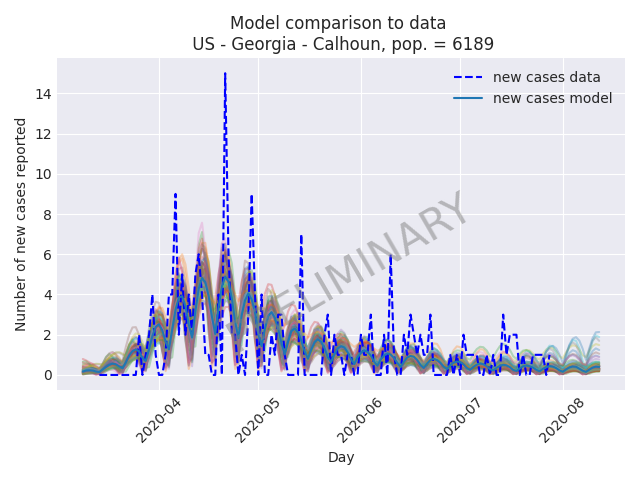 Model comparison to data
US - Georgia - Calhoun, pop. = 6189
new cases data
new cases model
PRELIMINARY
Number of new cases reported
14
12
10
8
6
4
2
0
2020-04
2020-05
2020-06
2020-07
2020-08
Day